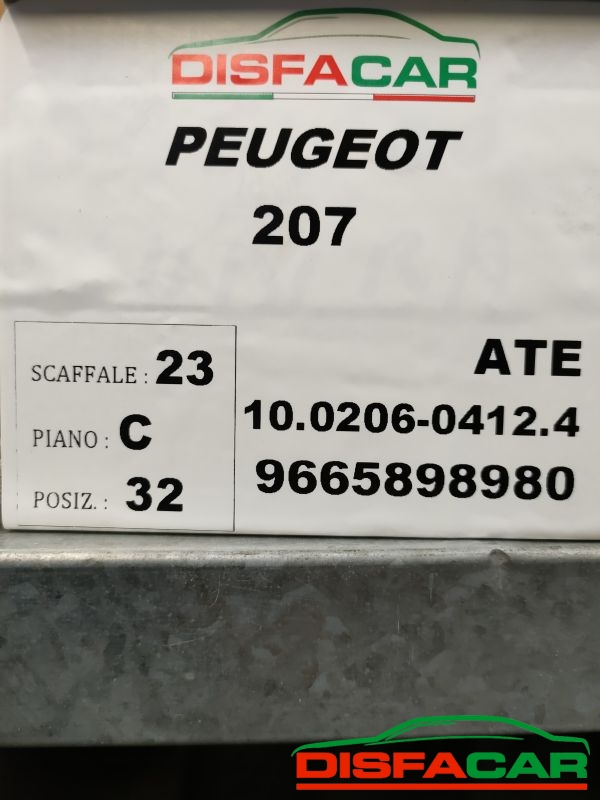 DISFACAR
PEUGEOT
207
SCAFFALE : 23
PIANO : C
POSIZ. : 32
ATE
10.0206-0412.4
9665898980
DISFACAR